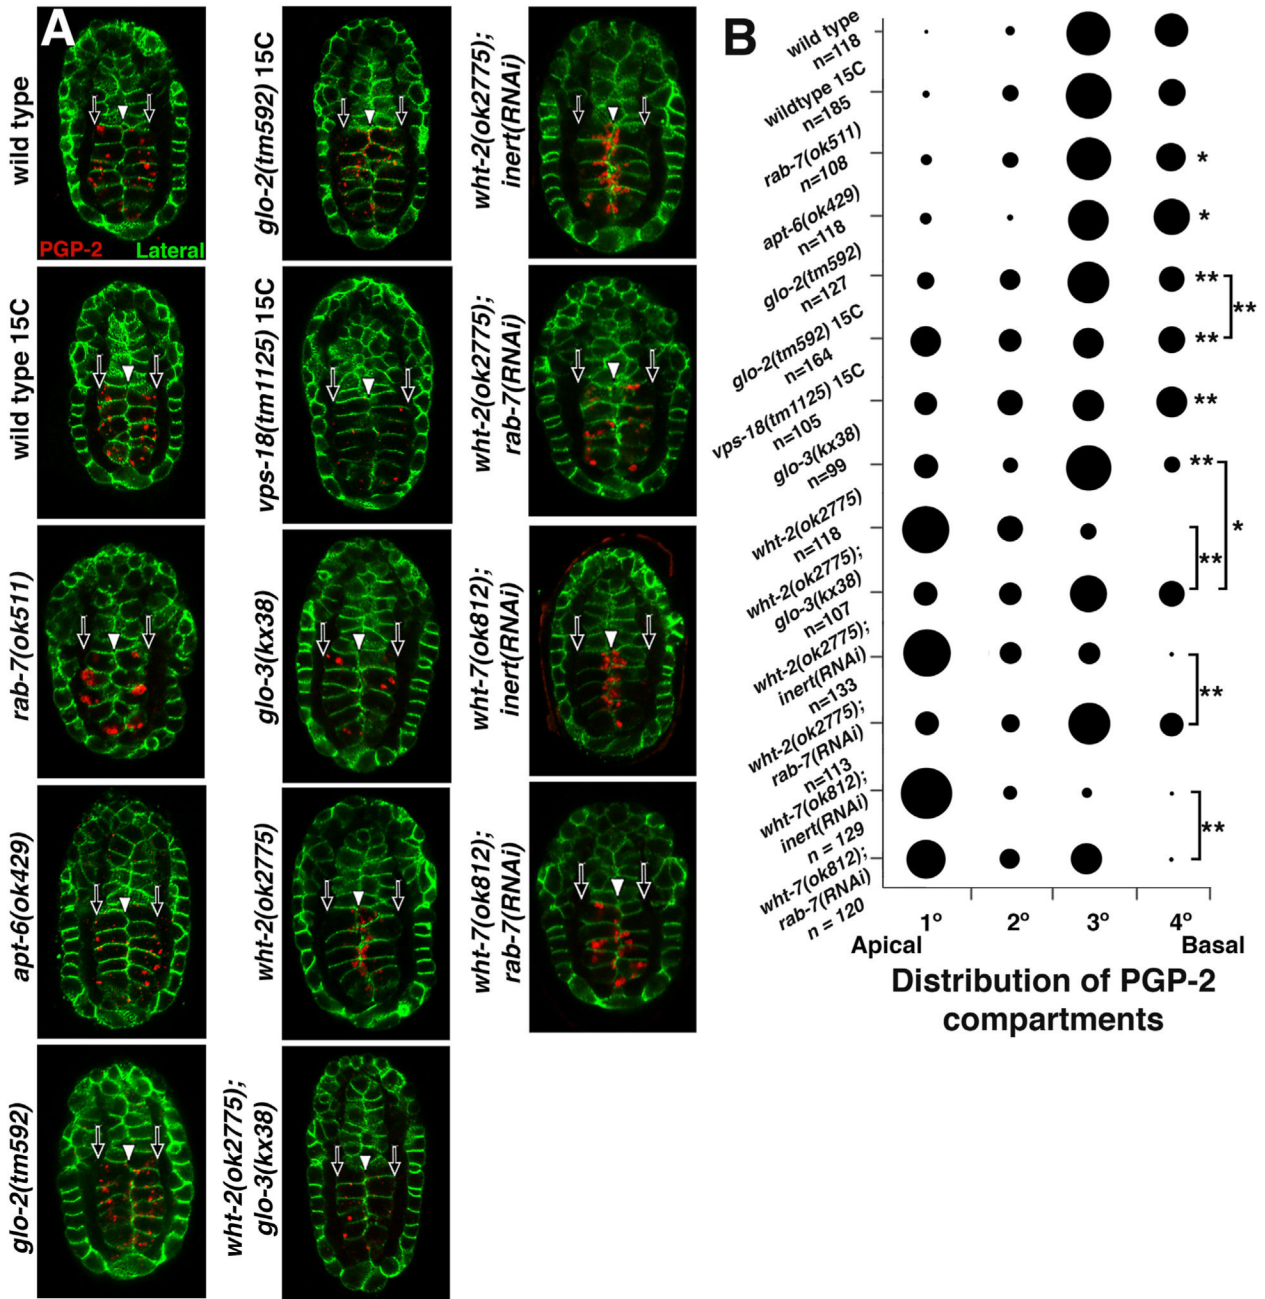 A
wild type
PGP-2
Lateral
wild type 15C
rab-7(ok511)
apt-6(ok429)
glo-2(tm592)
glo-2(tm592) 15C
vps-18(tm1125) 15C
glo-3(kx38)
wht-2(ok2775)
wht-2(ok2775);
glo-3(kx38)
wht-2(ok2775);
inert(RNAi)
wht-2(ok2775);
rab-7(RNAi)
wht-7(ok812);
inert(RNAi)
wht-7(ok812);
rab-7(RNAi)
B
wild type
n=118
wildtype 15C
n=185
rab-7(ok511)
n=108
*
apt-6(ok429)
n=118
*
glo-2(tm592)
n=127
**
**
glo-2(tm592) 15C
n=164
**
vps-18(tm1125) 15C
n=105
**
glo-3(kx38)
n=99
**
*
wht-2(ok2775)
n=118
**
wht-2(ok2775);
glo-3(kx38)
n=107
wht-2(ok2775);
inert(RNAi)
n=133
**
wht-2(ok2775);
rab-7(RNAi)
n=113
wht-7(ok812);
inert(RNAi)
n = 129
**
wht-7(ok812);
rab-7(RNAi)
n = 120
1º 2º 3º 4º
Apical Basal
Distribution of PGP-2
compartments